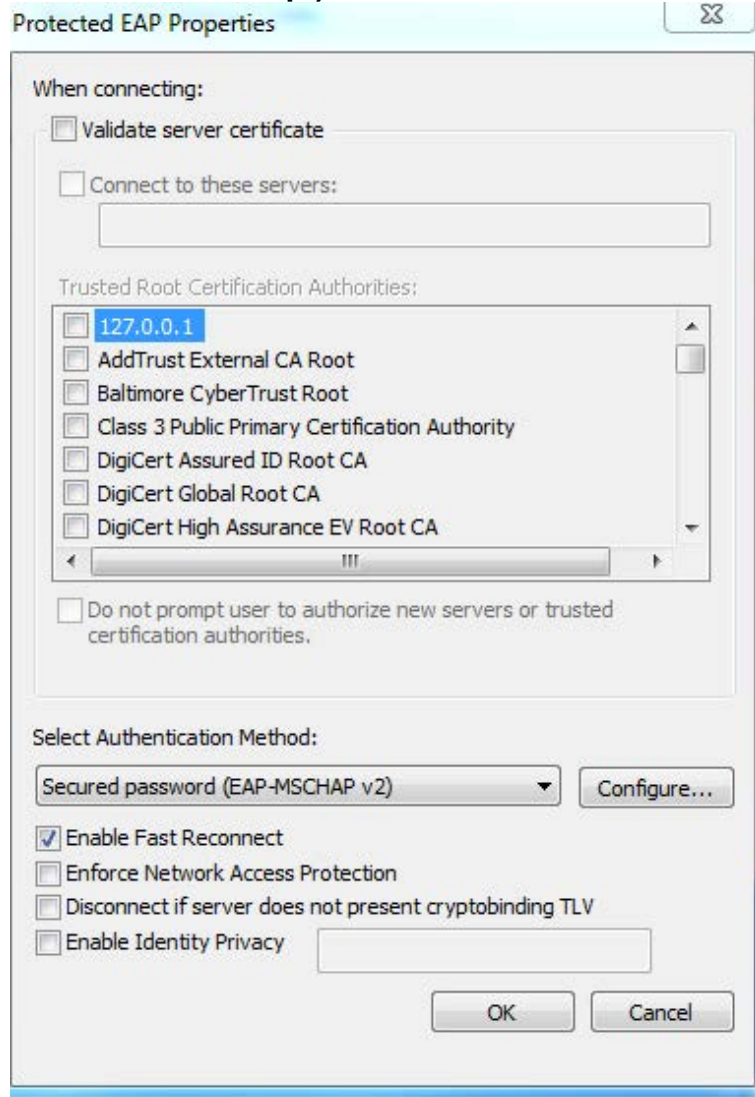 Protected EAP Properties
When connecting:
Validate server certificate
Connect to these servers:
Trusted Root Certification Authorities:
127.0.0.1
AddTrust External CA Root
Baltimore CyberTrust Root
Class 3 Public Primary Certification Authority
DigiCert Assured ID Root CA
DigiCert Global Root CA
DigiCert High Assurance EV Root CA
Do not prompt user to authorize new servers or trusted
certification authorities.
Select Authentication Method:
Secured password (EAP-MSCHAP v2)
Configure...
Enable Fast Reconnect
Enforce Network Access Protection
Disconnect if server does not present cryptobinding TLV
Enable Identity Privacy
OK
Cancel